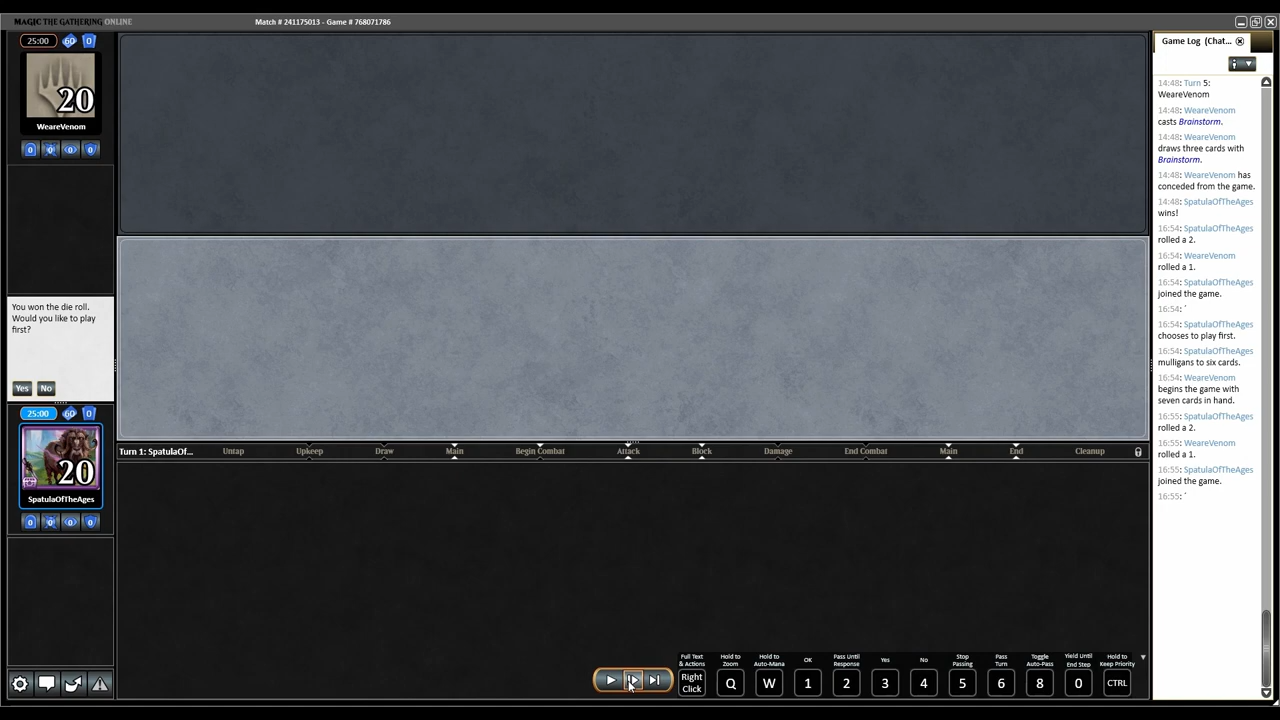 MAGIC THE GATHERING ONLINE
Match # 241175013 - Game # 768071786
25:00 60 0
20
WeareVenom
0 0 0 0
You won the die roll.
Would you like to play
first?
Yes No
25:00 60 0
20
SpatulaOfTheAges
0 0 0 0
Turn 1: SpatulaOf... Untap Upkeep Draw Main Begin Combat Attack Block Damage End Combat Main End Cleanup
Full Text
& Actions
Right
Click
Hold to
Zoom
Q
Hold to
Auto-Mana
W
OK
1
Pass Until
Response
2
Yes
3
No
4
Stop
Passing
5
Pass
Turn
6
Toggle
Auto-Pass
8
Yield Until
End Step
0
Hold to
Keep Priority
CTRL
Game Log (Chat...
14:48: Turn 5:
WeareVenom
14:48: WeareVenom
casts Brainstorm.
14:48: WeareVenom
draws three cards with
Brainstorm.
14:48: WeareVenom has
conceded from the game.
14:48: SpatulaOfTheAges
wins!
16:54: SpatulaOfTheAges
rolled a 2.
16:54: WeareVenom
rolled a 1.
16:54: SpatulaOfTheAges
joined the game.
16:54: '
16:54: SpatulaOfTheAges
chooses to play first.
16:54: SpatulaOfTheAges
mulligans to six cards.
16:54: WeareVenom
begins the game with
seven cards in hand.
16:55: SpatulaOfTheAges
rolled a 2.
16:55: WeareVenom
rolled a 1.
16:55: SpatulaOfTheAges
joined the game.
16:55: '